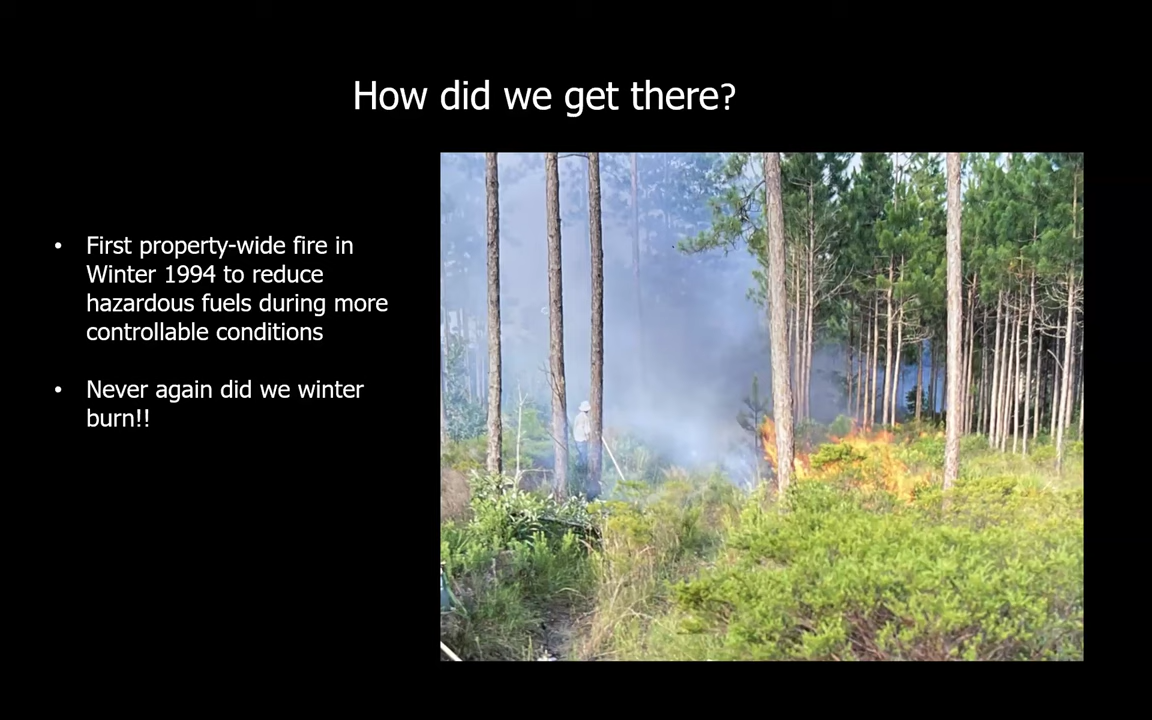 How did we get there?
• First property-wide fire in
Winter 1994 to reduce
hazardous fuels during more
controllable conditions
• Never again did we winter
burn!!